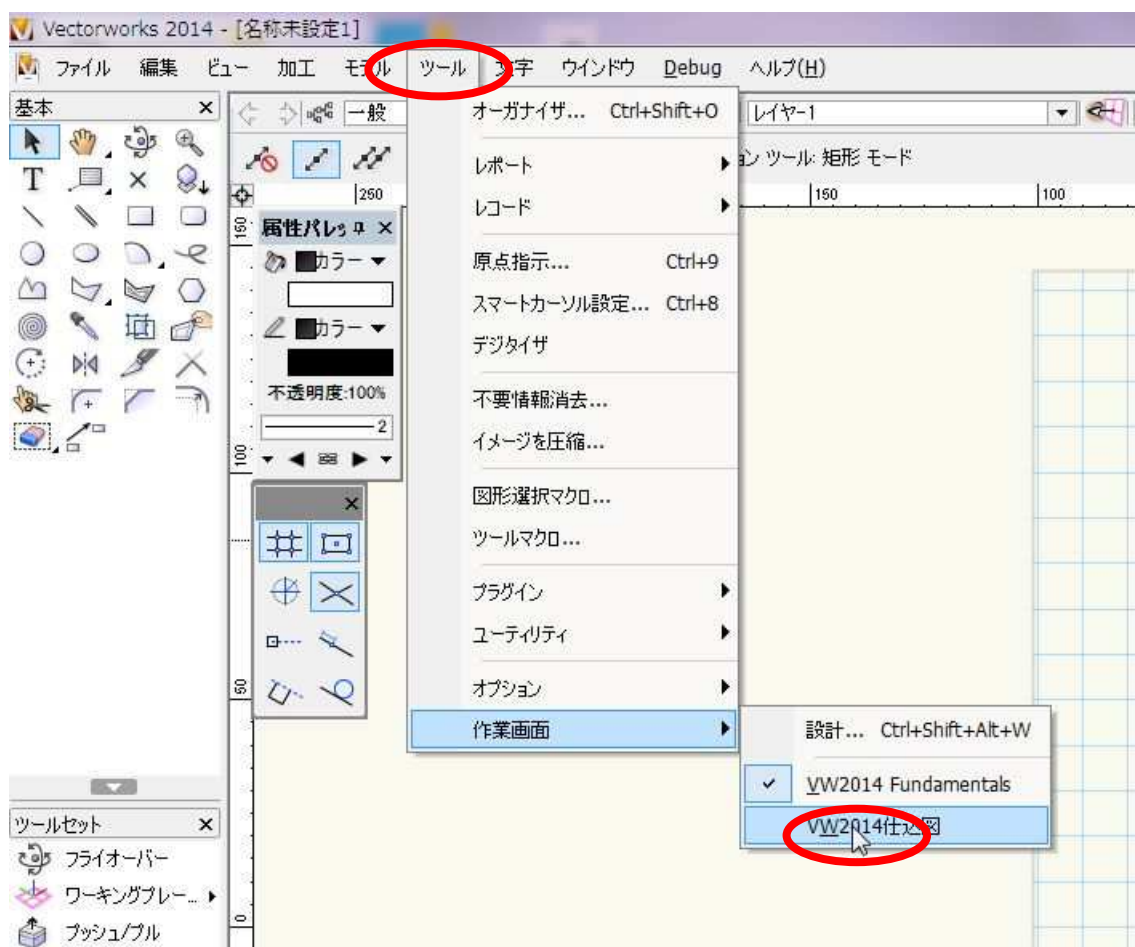 Vectorworks 2014 - [名称未設定1]
ファイル 編集 ビュー 加工 モデル ツール 文字 ウインドウ Debug ヘルプ(H)
基本
一般
レイヤー-1
ツール: 矩形 モード
250
150
100
150
100
50
0
属性パレッ
カラー
カラー
不透明度:100%
2
オーガナイザ... Ctrl+Shift+O
レポート
レコード
原点指示... Ctrl+9
スマートカーソル設定... Ctrl+8
デジタイザ
不要情報消去...
イメージを圧縮...
図形選択マクロ...
ツールマクロ...
プラグイン
ユーティリティ
オプション
作業画面
設計... Ctrl+Shift+Alt+W
VW2014 Fundamentals
VW2014仕込図
ツールセット
フライオーバー
ワーキングプレー...
プッシュ/プル